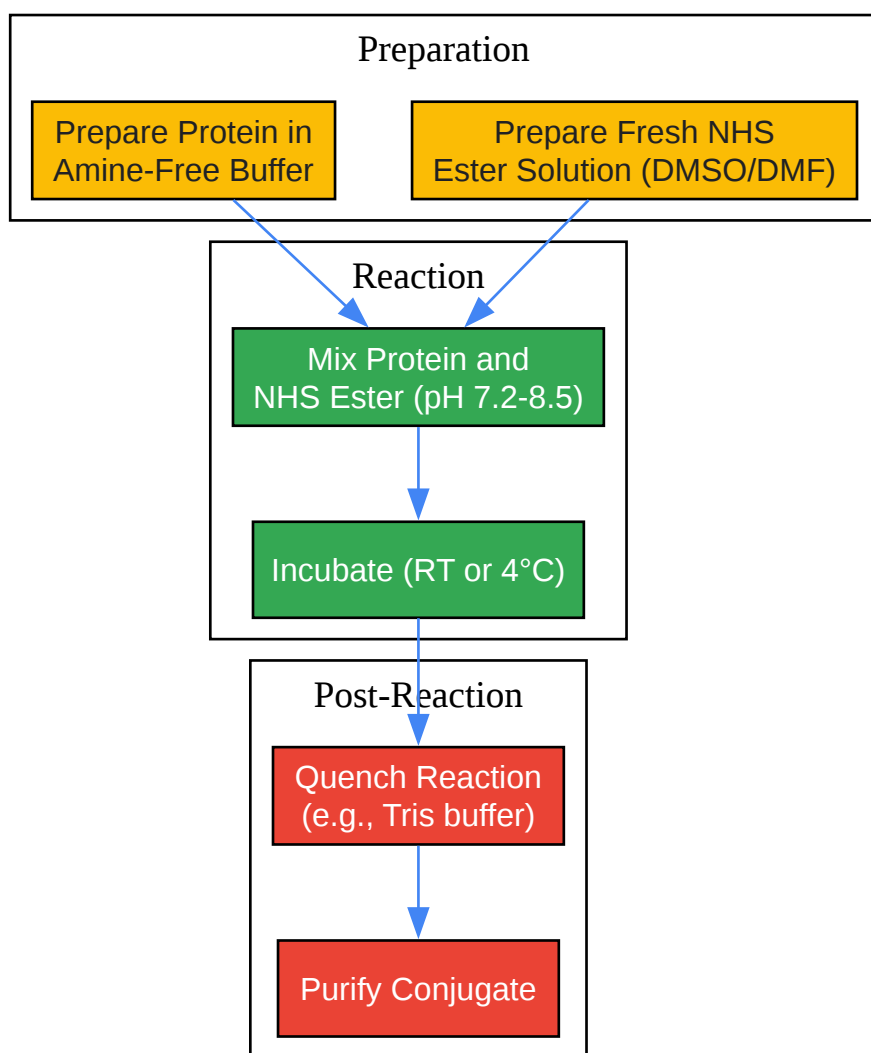 Preparation
Prepare Protein in
Amine-Free Buffer
Prepare Fresh NHS
Ester Solution (DMSO/DMF)
Reaction
Mix Protein and
NHS Ester (pH 7.2-8.5)
Incubate (RT or 4°C)
Post-Reaction
Quench Reaction
(e.g., Tris buffer)
Purify Conjugate